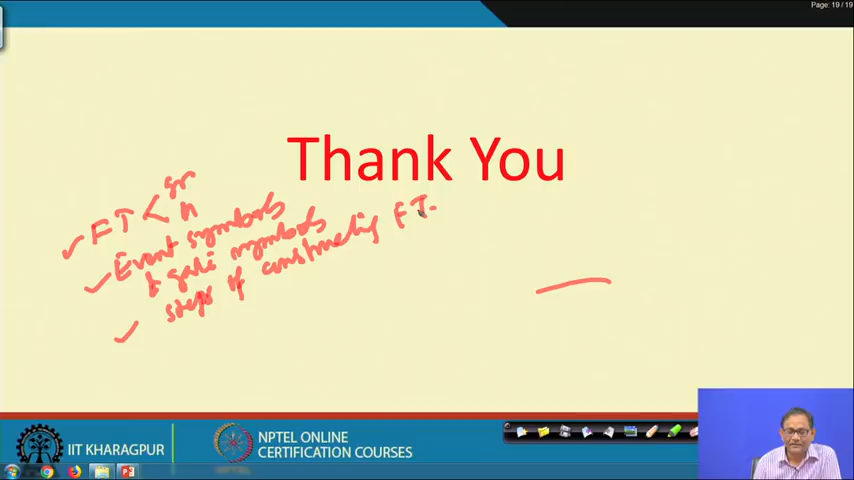 Page: 19 / 19
Thank You
FT <
Event symbols
& gate symbols
steps of constructing FT.
IIT KHARAGPUR
NPTEL ONLINE
CERTIFICATION COURSES